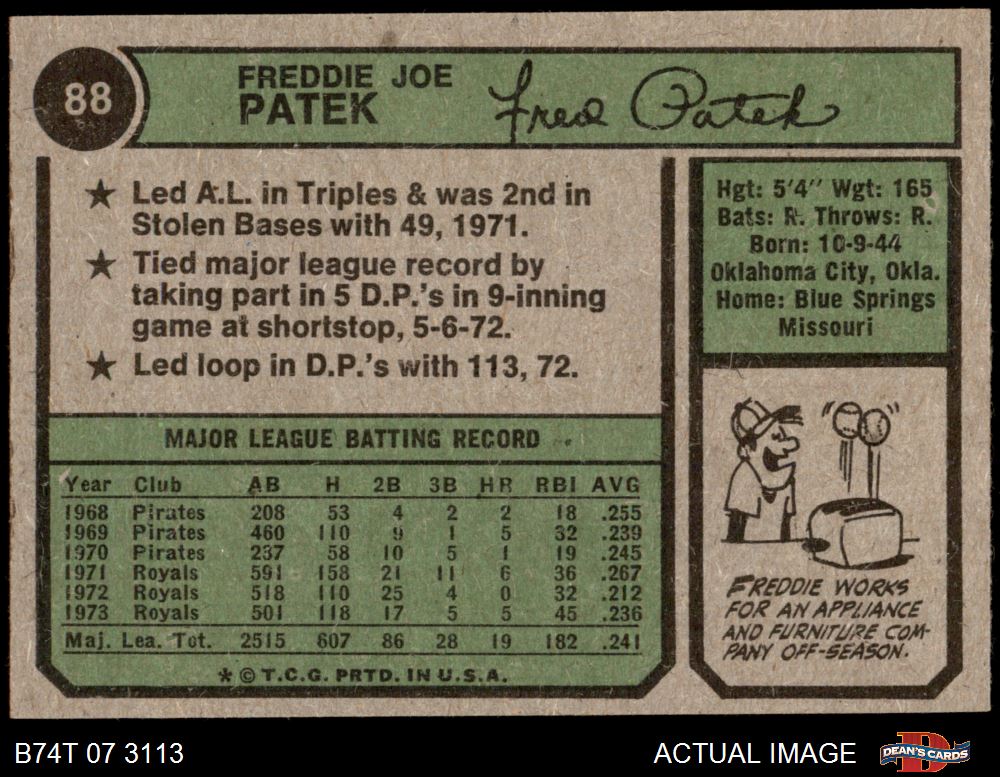 88
FREDDIE JOE
PATEK
Fred Patek
★ Led A.L. in Triples & was 2nd in
Stolen Bases with 49, 1971.
★ Tied major league record by
taking part in 5 D.P.'s in 9-inning
game at shortstop, 5-6-72.
★ Led loop in D.P.'s with 113, 72.
Hgt: 5'4" Wgt: 165
Bats: R. Throws: R.
Born: 10-9-44
Oklahoma City, Okla.
Home: Blue Springs
Missouri
MAJOR LEAGUE BATTING RECORD
Year Club AB H 2B 3B HR RBI AVG
1968 Pirates 208 53 4 2 2 18 .255
1969 Pirates 460 110 9 1 5 32 .239
1970 Pirates 237 58 10 5 1 19 .245
1971 Royals 591 158 21 11 6 36 .267
1972 Royals 518 110 25 4 0 32 .212
1973 Royals 501 118 17 5 5 45 .236
Maj. Lea. Tot. 2515 607 86 28 19 182 .241
* © T.C.G. PRTD. IN U.S.A.
FREDDIE WORKS
FOR AN APPLIANCE
AND FURNITURE COM-
PANY OFF-SEASON.
B74T 07 3113
ACTUAL IMAGE
DEAN'S CARDS